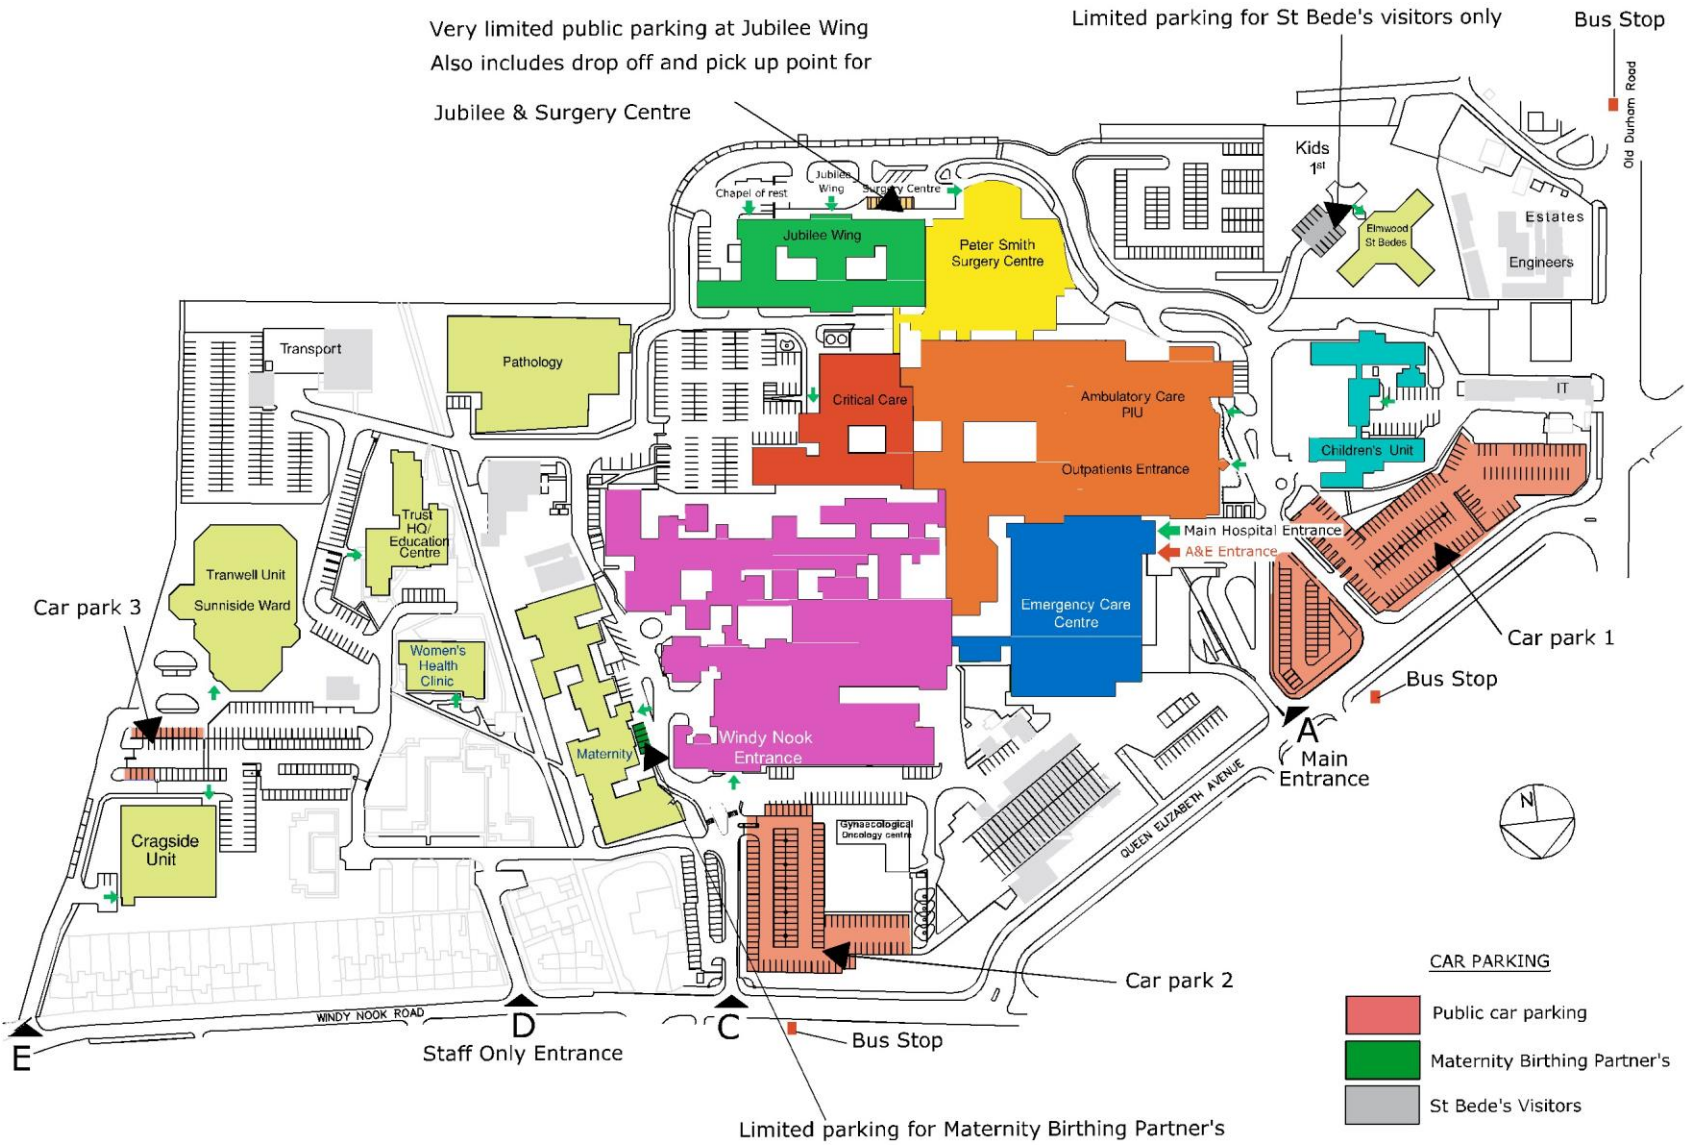 Very limited public parking at Jubilee Wing
Also includes drop off and pick up point for
Jubilee & Surgery Centre
Limited parking for St Bede's visitors only
Bus Stop
Old Durham Road
Kids
1st
Chapel of rest
Jubilee
Wing
Surgery Centre
Estates
Elmwood
St Bedes
Engineers
Jubilee Wing
Peter Smith
Surgery Centre
Transport
Pathology
IT
Critical Care
Ambulatory Care
PIU
Children's Unit
Outpatients Entrance
Trust
HQ/
Education
Centre
Main Hospital Entrance
A&E Entrance
Tranwell Unit
Sunniside Ward
Car park 3
Emergency Care
Centre
Car park 1
Women's
Health
Clinic
Bus Stop
A
Main
Entrance
Windy Nook
Entrance
Maternity
QUEEN ELIZABETH AVENUE
N
Gynaecological
Oncology centre
Cragside
Unit
Car park 2
CAR PARKING
Public car parking
Maternity Birthing Partner's
St Bede's Visitors
WINDY NOOK ROAD
E
D
Staff Only Entrance
C
Bus Stop
Limited parking for Maternity Birthing Partner's